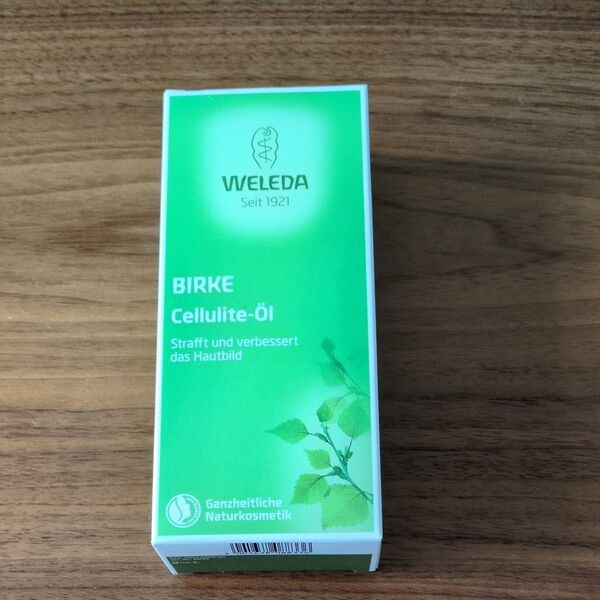 WELEDA
Seit 1921
BIRKE
Cellulite-Öl
Strafft und verbessert
das Hautbild
Ganzheitliche
Naturkosmetik